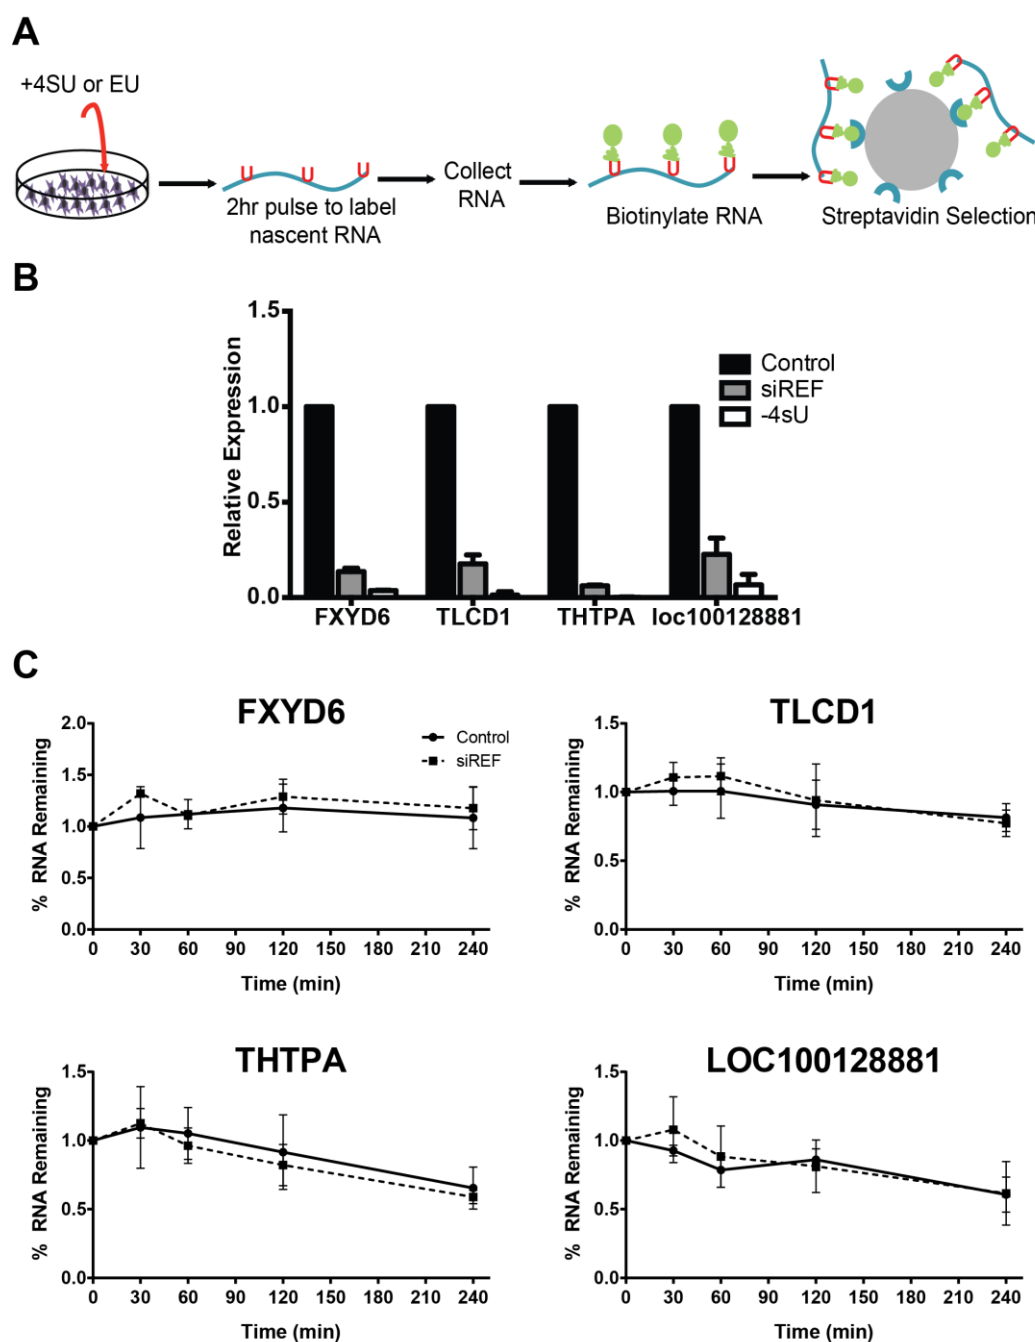 A
+4SU or EU
U U U
2hr pulse to label
nascent RNA
Collect
RNA
Biotinylate RNA
Streptavidin Selection
B
Relative Expression
1.5
1.0
0.5
0.0
Control
siREF
-4sU
FXYD6 TLCD1 THTPA loc100128881
C
FXYD6
% RNA Remaining
2.0
1.5
1.0
0.5
0.0
Control
siREF
0 30 60 90 120 150 180 210 240
Time (min)
TLCD1
% RNA Remaining
1.5
1.0
0.5
0.0
0 30 60 90 120 150 180 210 240
Time (min)
THTPA
% RNA Remaining
1.5
1.0
0.5
0.0
0 30 60 90 120 150 180 210 240
Time (min)
LOC100128881
% RNA Remaining
1.5
1.0
0.5
0.0
0 30 60 90 120 150 180 210 240
Time (min)